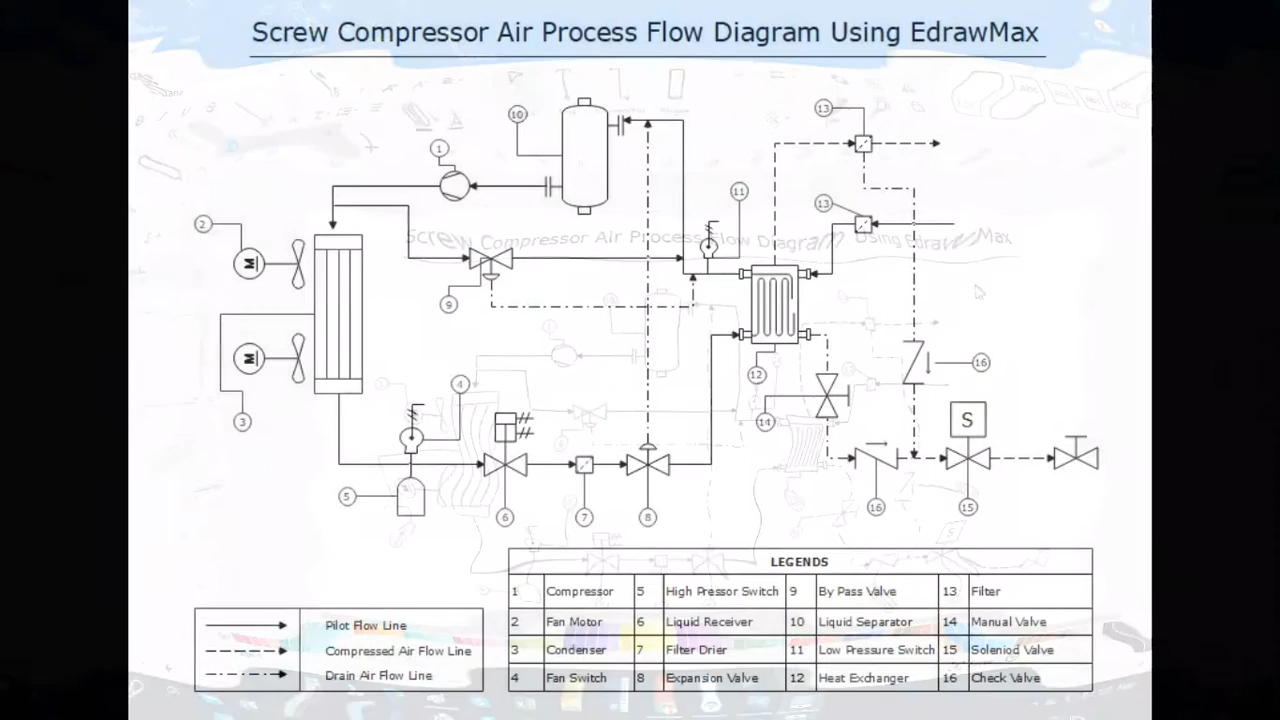 Screw Compressor Air Process Flow Diagram Using EdrawMax
10
13
1
11
13
2
M
Screw Compressor Air Process Flow Diagram Using EdrawMax
9
M
16
12
4
3
14
S
5
6
7
8
16
15
LEGENDS
1 Compressor 5 High Pressor Switch 9 By Pass Valve 13 Filter
2 Fan Motor 6 Liquid Receiver 10 Liquid Separator 14 Manual Valve
3 Condenser 7 Filter Drier 11 Low Pressure Switch 15 Soleniod Valve
4 Fan Switch 8 Expansion Valve 12 Heat Exchanger 16 Check Valve
Pilot Flow Line
Compressed Air Flow Line
Drain Air Flow Line